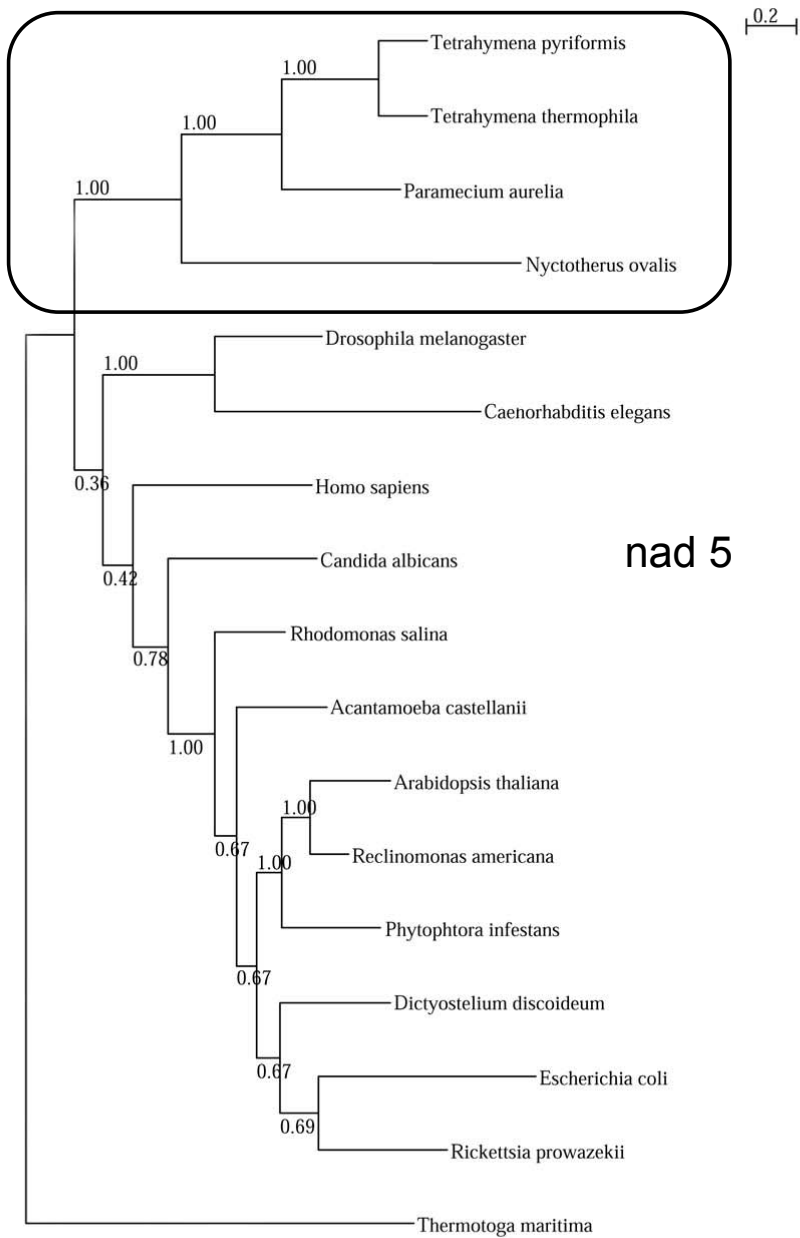 0.2
Tetrahymena pyriformis
1.00
Tetrahymena thermophila
1.00
1.00
Paramecium aurelia
Nyctotherus ovalis
Drosophila melanogaster
1.00
Caenorhabditis elegans
0.36
Homo sapiens
nad 5
Candida albicans
0.42
Rhodomonas salina
0.78
Acantamoeba castellanii
1.00
Arabidopsis thaliana
1.00
0.67
Reclinomonas americana
1.00
Phytophtora infestans
0.67
Dictyostelium discoideum
0.67
Escherichia coli
0.69
Rickettsia prowazekii
Thermotoga maritima